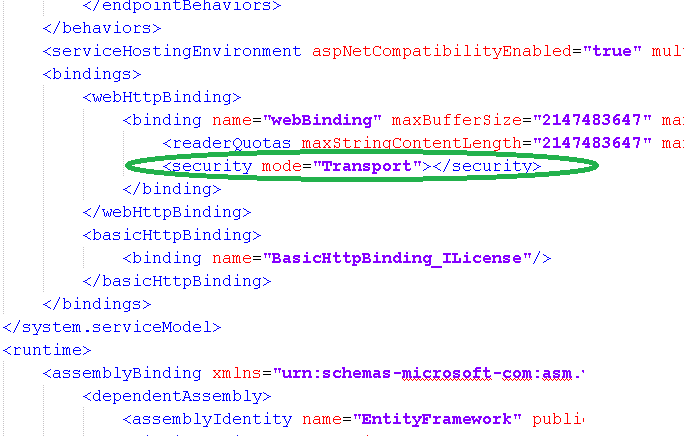 </endpointBehaviors>
</behaviors>
<serviceHostingEnvironment aspNetCompatibilityEnabled="true" mul
<bindings>
<webHttpBinding>
<binding name="webBinding" maxBufferSize="2147483647" ma
<readerQuotas maxStringContentLength="2147483647" ma
<security mode="Transport"></security>
</binding>
</webHttpBinding>
<basicHttpBinding>
<binding name="BasicHttpBinding_ILicense"/>
</basicHttpBinding>
</bindings>
</system.serviceModel>
<runtime>
<assemblyBinding xmlns="urn:schemas-microsoft-com:asm.
<dependentAssembly>
<assemblyIdentity name="EntityFramework" public